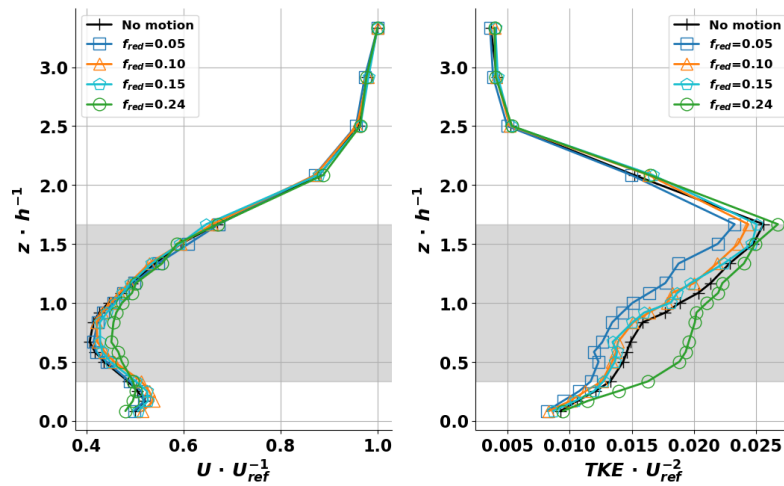 No motion
f_red=0.05
f_red=0.10
f_red=0.15
f_red=0.24
z · h⁻¹
3.5
3.0
2.5
2.0
1.5
1.0
0.5
0.0
0.4
0.6
0.8
1.0
U · U_ref⁻¹
No motion
f_red=0.05
f_red=0.10
f_red=0.15
f_red=0.24
z · h⁻¹
3.5
3.0
2.5
2.0
1.5
1.0
0.5
0.0
0.005
0.010
0.015
0.020
0.025
TKE · U_ref⁻²